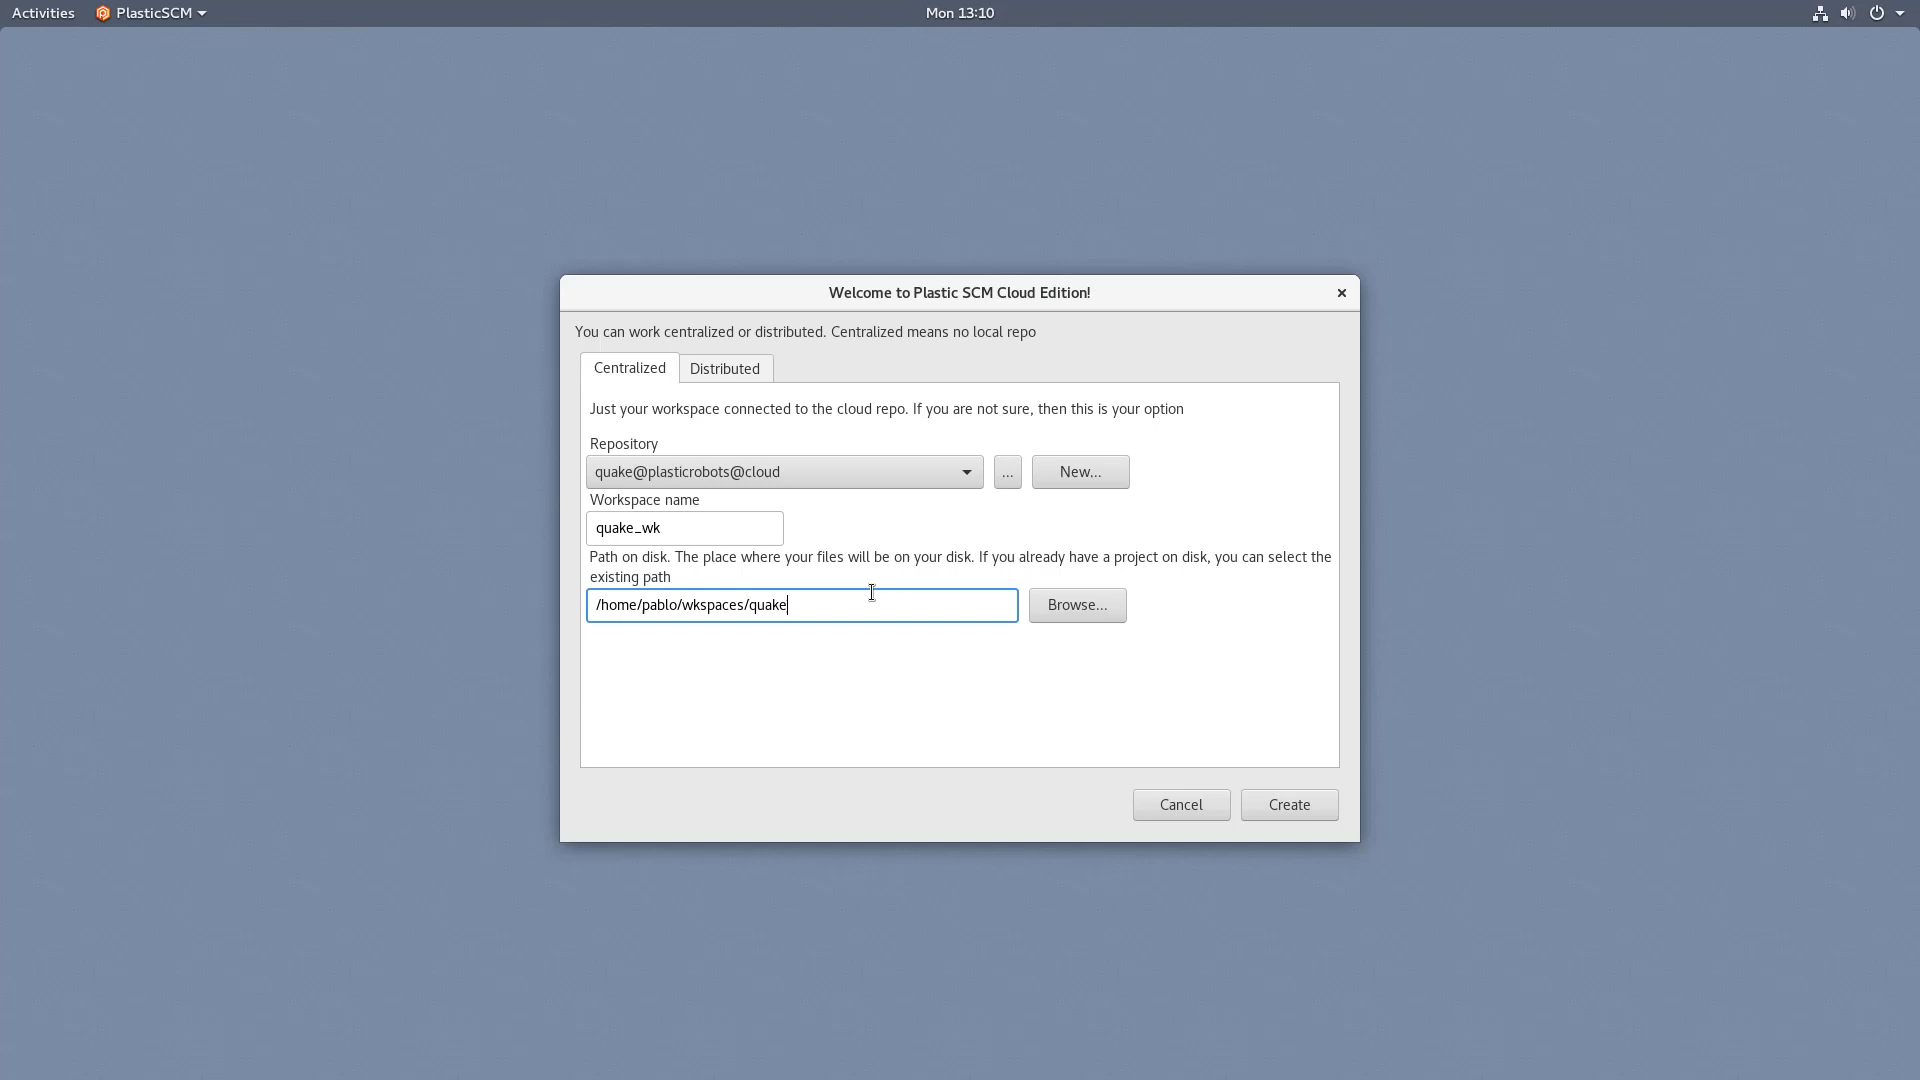 Activities PlasticSCM Mon 13:10
Welcome to Plastic SCM Cloud Edition!
You can work centralized or distributed. Centralized means no local repo
Centralized Distributed
Just your workspace connected to the cloud repo. If you are not sure, then this is your option
Repository
quake@plasticrobots@cloud ... New...
Workspace name
quake_wk
Path on disk. The place where your files will be on your disk. If you already have a project on disk, you can select the
existing path
/home/pablo/wkspaces/quake Browse...
Cancel Create